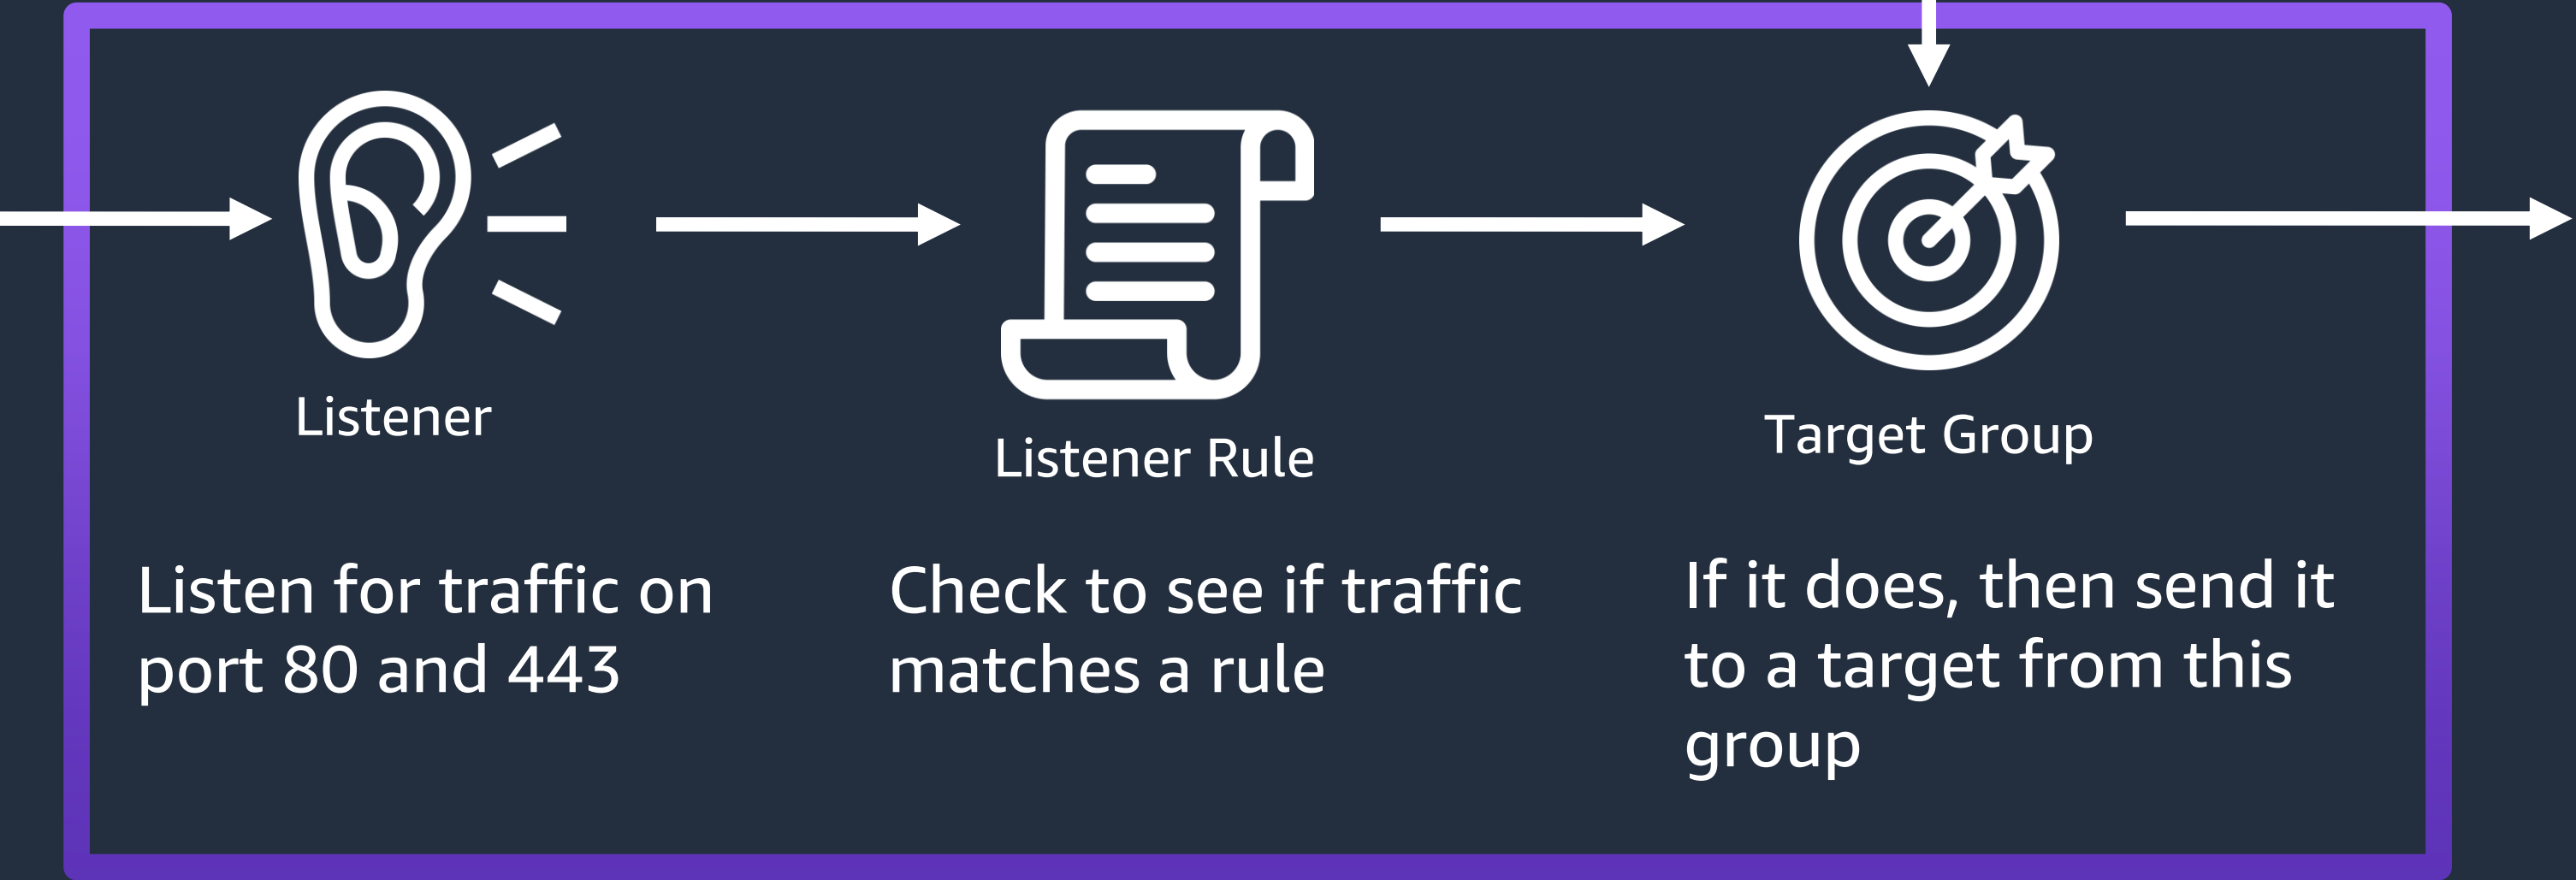 Listener
Listener Rule
Target Group
Listen for traffic on
port 80 and 443
Check to see if traffic
matches a rule
If it does, then send it
to a target from this
group